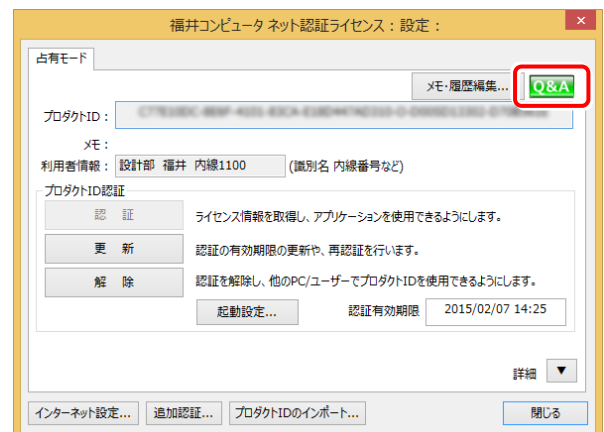 福井コンピュータ ネット認証ライセンス：設定：
占有モード
メモ・履歴編集... Q&A
プロダクトID：
メモ：
利用者情報： 設計部 福井 内線1100 (識別名 内線番号など)
プロダクトID認証
認 証 ライセンス情報を取得し、アプリケーションを使用できるようにします。
更 新 認証の有効期限の更新や、再認証を行います。
解 除 認証を解除し、他のPC/ユーザーでプロダクトIDを使用できるようにします。
起動設定... 認証有効期限 2015/02/07 14:25
詳細 ▼
インターネット設定... 追加認証... プロダクトIDのインポート... 閉じる